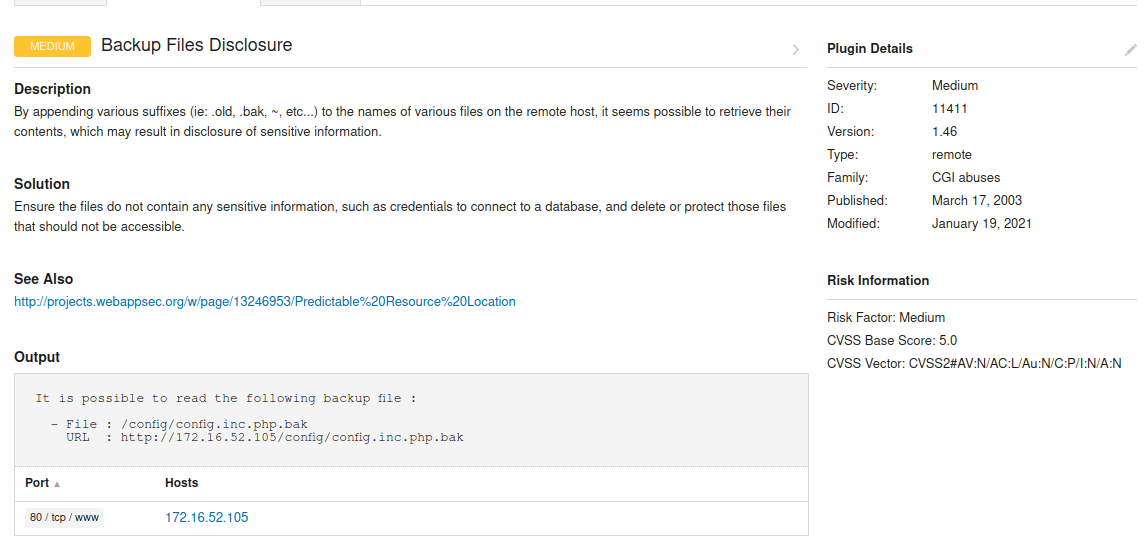 MEDIUM Backup Files Disclosure
Description
By appending various suffixes (ie: .old, .bak, ~, etc...) to the names of various files on the remote host, it seems possible to retrieve their
contents, which may result in disclosure of sensitive information.
Solution
Ensure the files do not contain any sensitive information, such as credentials to connect to a database, and delete or protect those files
that should not be accessible.
See Also
http://projects.webappsec.org/w/page/13246953/Predictable%20Resource%20Location
Output
It is possible to read the following backup file :
- File : /config/config.inc.php.bak
URL : http://172.16.52.105/config/config.inc.php.bak
Port ▲ Hosts
80 / tcp / www 172.16.52.105
Plugin Details
Severity: Medium
ID: 11411
Version: 1.46
Type: remote
Family: CGI abuses
Published: March 17, 2003
Modified: January 19, 2021
Risk Information
Risk Factor: Medium
CVSS Base Score: 5.0
CVSS Vector: CVSS2#AV:N/AC:L/Au:N/C:P/I:N/A:N